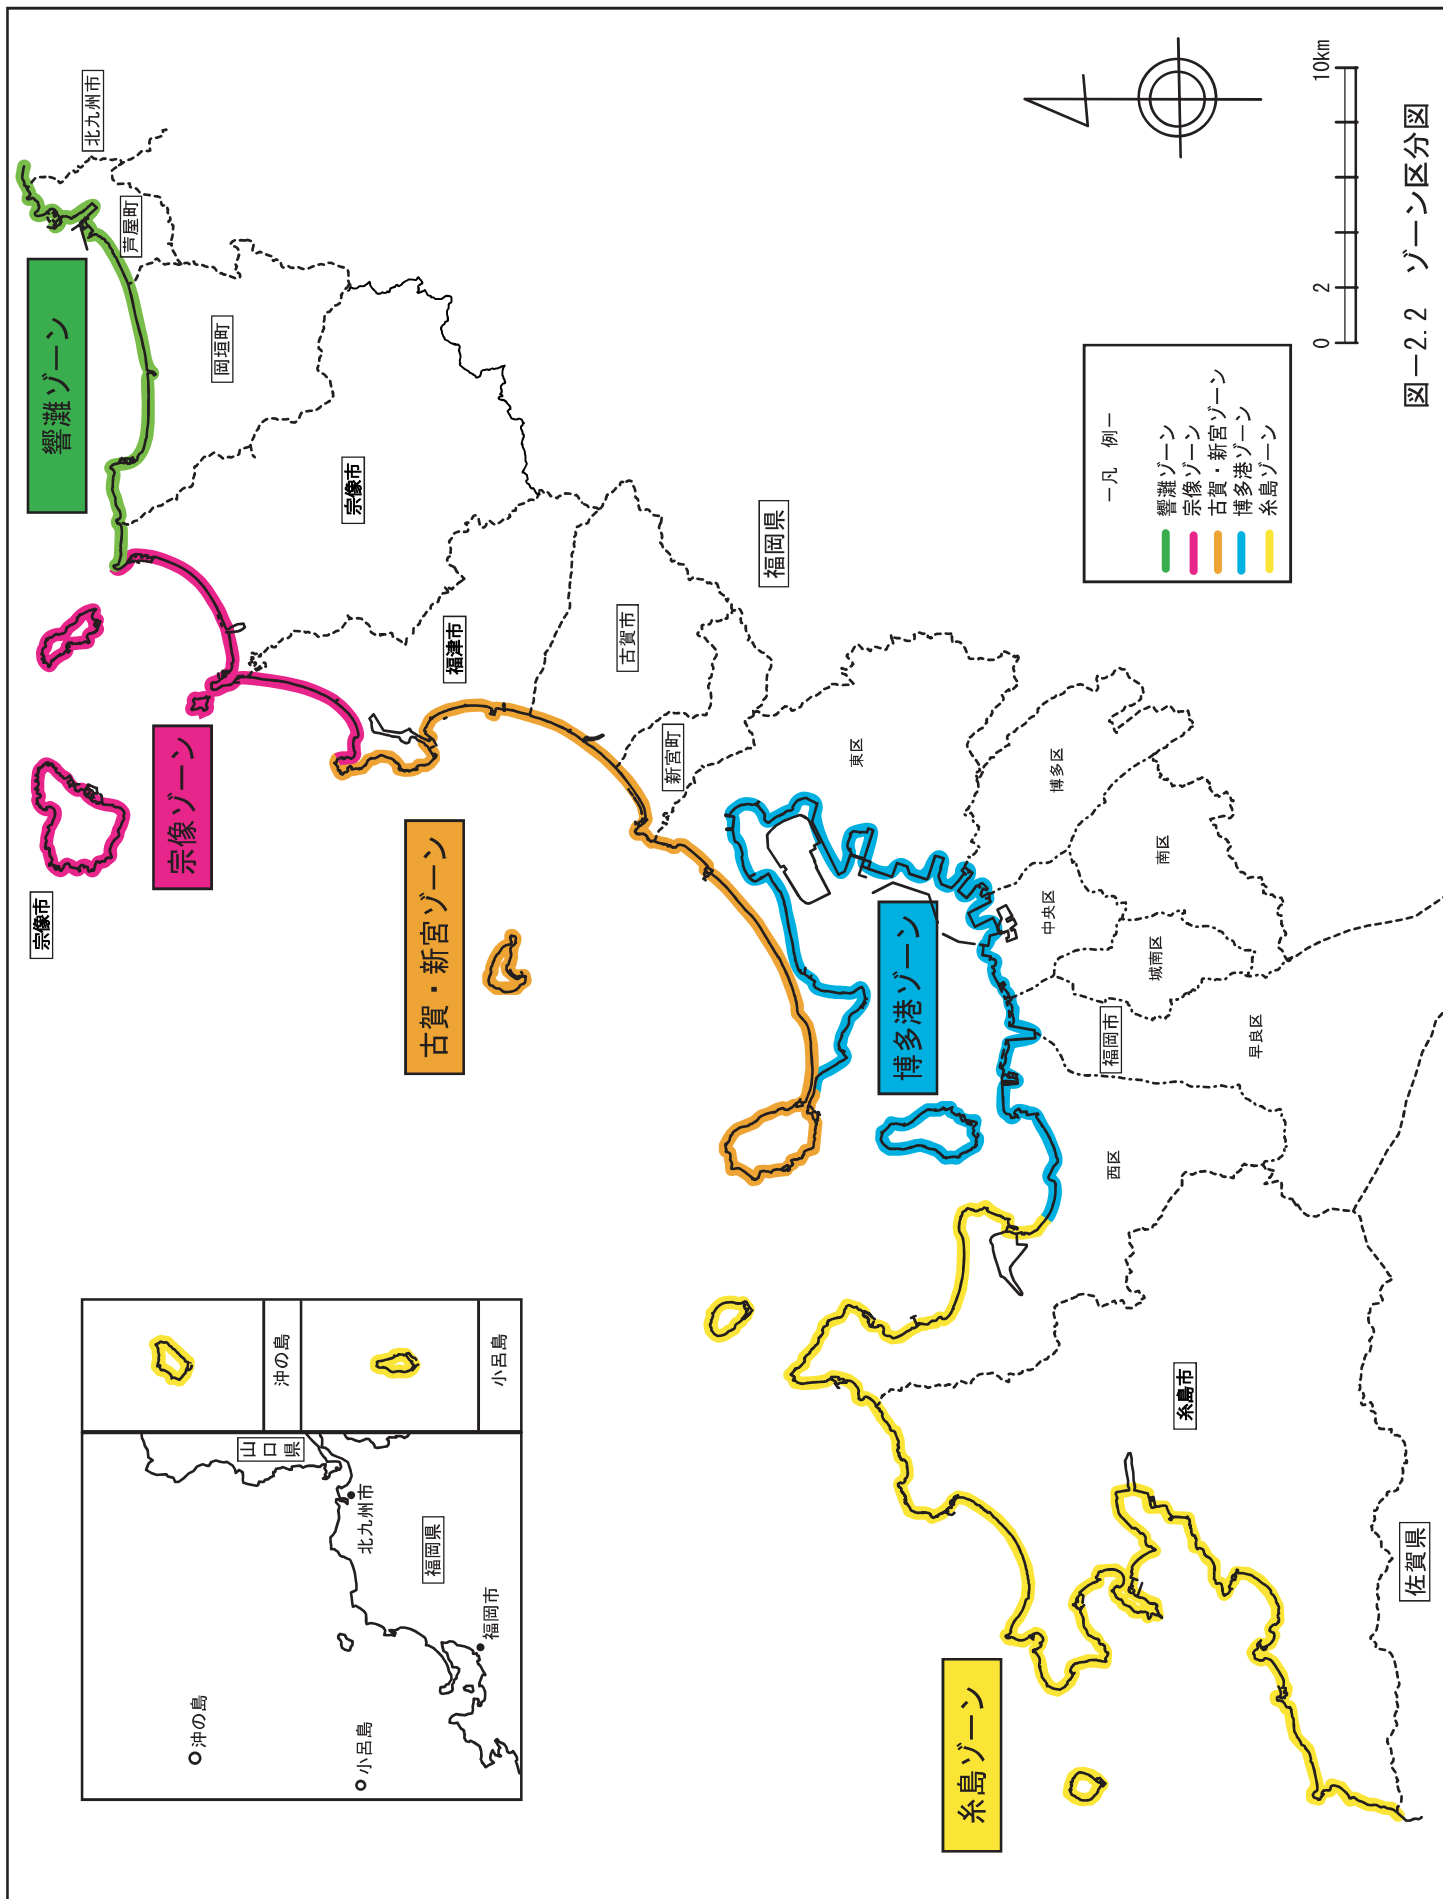 沖の島
小呂島
山口県
北九州市
福岡県
福岡市
沖の島
小呂島
宗像市
宗像ゾーン
響灘ゾーン
北九州市
芦屋町
岡垣町
宗像市
福津市
古賀市
新宮町
福岡県
古賀・新宮ゾーン
博多港ゾーン
東区
博多区
南区
中央区
城南区
福岡市
早良区
西区
糸島市
糸島ゾーン
佐賀県
ー凡 例ー
響灘ゾーン
宗像ゾーン
古賀・新宮ゾーン
博多港ゾーン
糸島ゾーン
0 2 10km
図ー2.2 ゾーン区分図